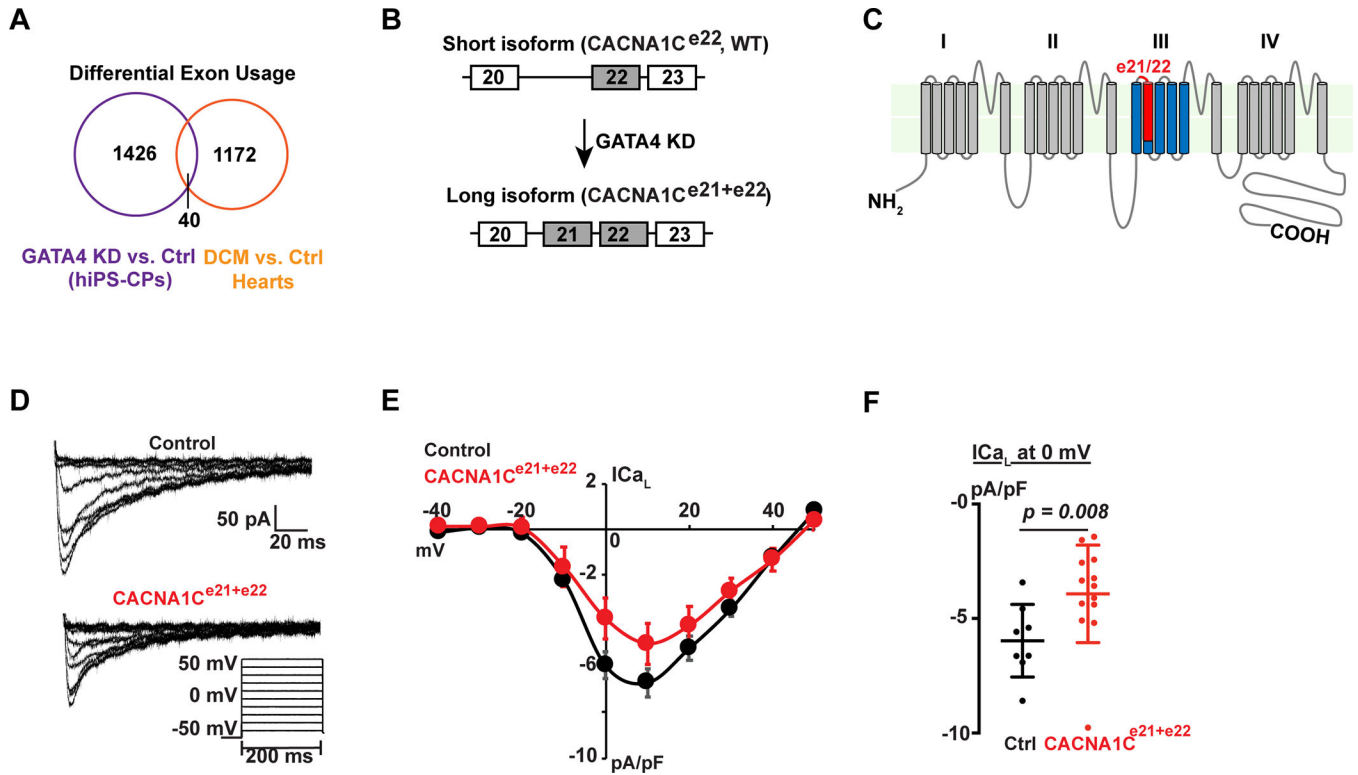 A
Differential Exon Usage
1426
1172
40
GATA4 KD vs. Ctrl
(hiPS-CPs)
DCM vs. Ctrl
Hearts
B
Short isoform (CACNA1C^e22, WT)
20
22
23
GATA4 KD
Long isoform (CACNA1C^e21+e22)
20
21
22
23
C
I
II
III
IV
e21/22
NH₂
COOH
D
Control
50 pA
20 ms
CACNA1C^e21+e22
50 mV
0 mV
-50 mV
200 ms
E
Control
CACNA1C^e21+e22
ICa_L
2
-40
-20
0
20
40
mV
-2
-6
-10
pA/pF
F
ICa_L at 0 mV
pA/pF
-0
p = 0.008
-5
-10
Ctrl
CACNA1C^e21+e22